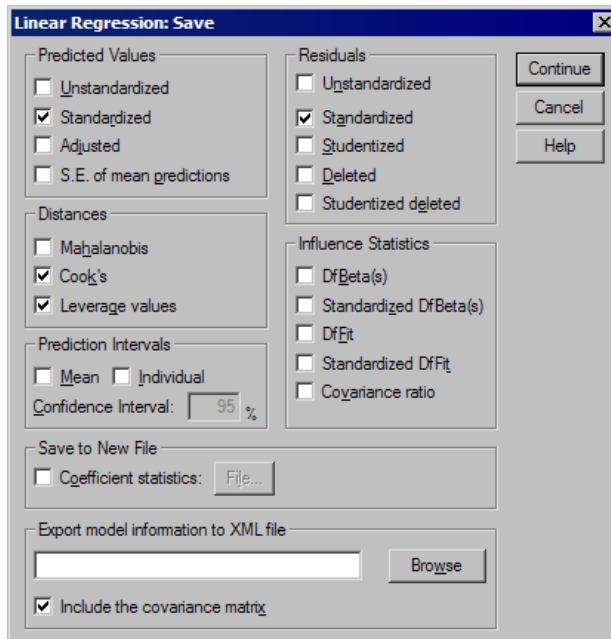 Linear Regression: Save
Predicted Values
Unstandardized
Standardized
Adjusted
S.E. of mean predictions
Distances
Mahalanobis
Cook's
Leverage values
Prediction Intervals
Mean Individual
Confidence Interval: 95 %
Residuals
Unstandardized
Standardized
Studentized
Deleted
Studentized deleted
Influence Statistics
DfBeta(s)
Standardized DfBeta(s)
DfFit
Standardized DfFit
Covariance ratio
Continue
Cancel
Help
Save to New File
Coefficient statistics: File...
Export model information to XML file
Browse
Include the covariance matrix